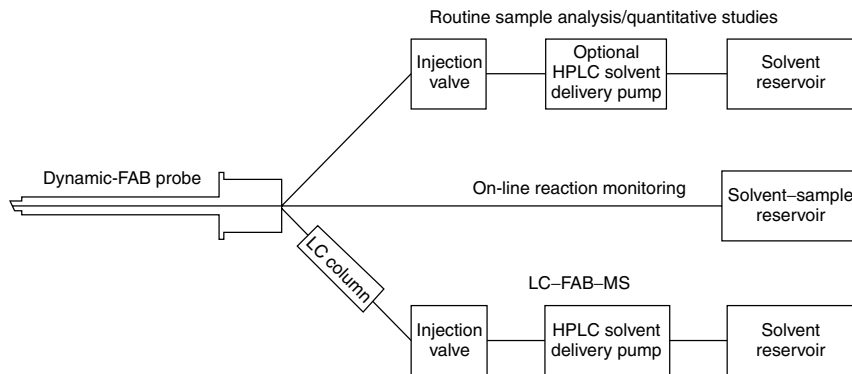 Routine sample analysis/quantitative studies
Injection
valve
Optional
HPLC solvent
delivery pump
Solvent
reservoir
Dynamic-FAB probe
On-line reaction monitoring
Solvent–sample
reservoir
LC column
LC–FAB–MS
Injection
valve
HPLC solvent
delivery pump
Solvent
reservoir